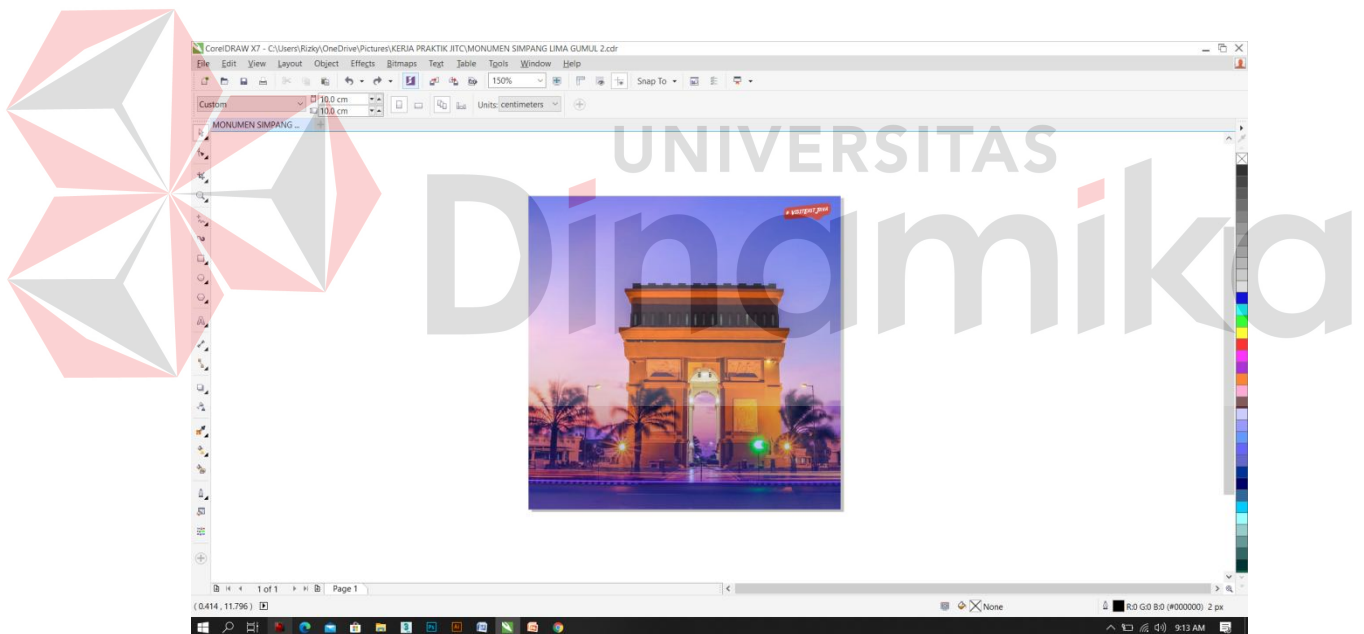 CorelDRAW X7 - C:\Users\Rizky\OneDrive\Pictures\KERJA PRAKTIK JITC\MONUMEN SIMPANG LIMA GUMUL 2.cdr
File Edit View Layout Object Effects Bitmaps Text Table Tools Window Help
150% Snap To
Custom 10.0 cm Units: centimeters
10.0 cm
MONUMEN SIMPANG ...
UNIVERSITAS
Dinamika
1 of 1 Page 1
(0.414, 11.796) None R:0 G:0 B:0 (#000000) 2 px
9:13 AM